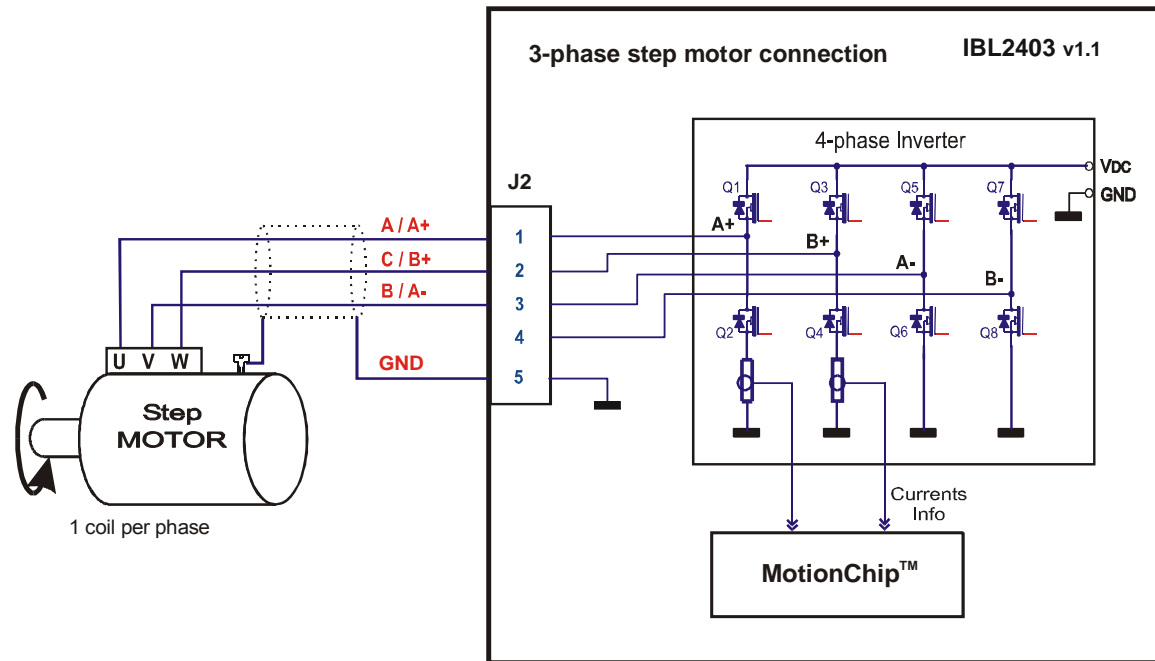 3-phase step motor connection
IBL2403 v1.1
4-phase Inverter
VDC
GND
J2
Q1
Q3
Q5
Q7
A / A+
1
A+
C / B+
2
B+
B / A-
3
A-
4
B-
Q2
Q4
Q6
Q8
U V W
GND
5
Step
MOTOR
1 coil per phase
Currents
Info
MotionChip™